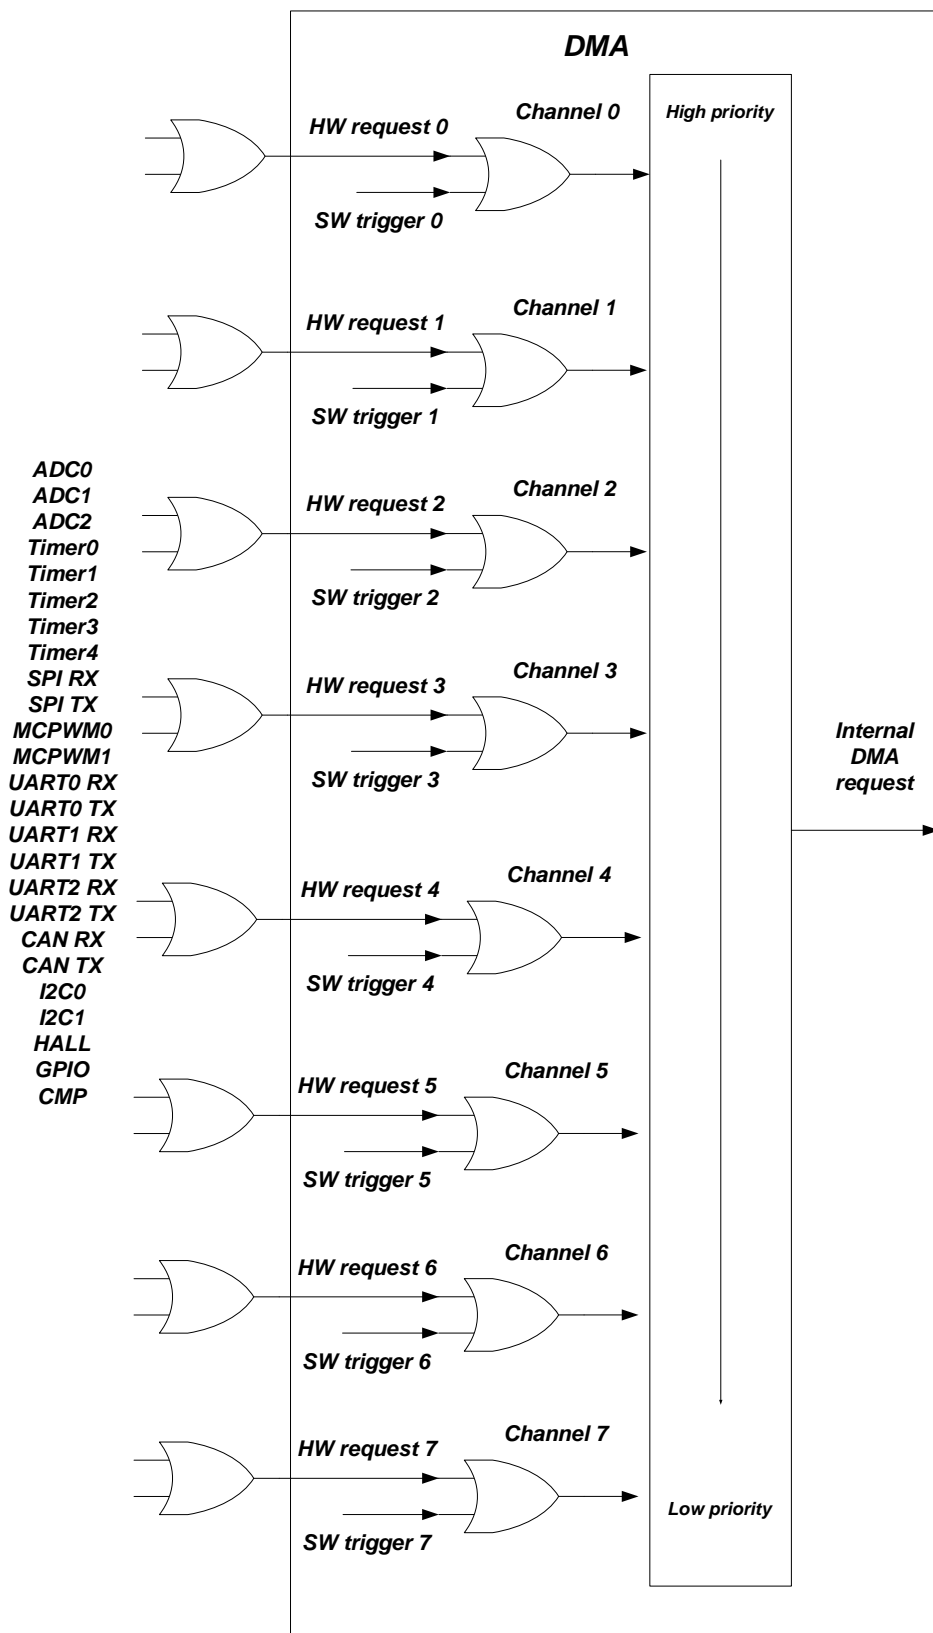 DMA
High priority
HW request 0
Channel 0
SW trigger 0
HW request 1
Channel 1
SW trigger 1
ADC0
ADC1
ADC2
Timer0
Timer1
Timer2
Timer3
Timer4
SPI RX
SPI TX
MCPWM0
MCPWM1
UART0 RX
UART0 TX
UART1 RX
UART1 TX
UART2 RX
UART2 TX
CAN RX
CAN TX
I2C0
I2C1
HALL
GPIO
CMP
HW request 2
Channel 2
SW trigger 2
HW request 3
Channel 3
SW trigger 3
Internal
DMA
request
HW request 4
Channel 4
SW trigger 4
HW request 5
Channel 5
SW trigger 5
HW request 6
Channel 6
SW trigger 6
HW request 7
Channel 7
SW trigger 7
Low priority